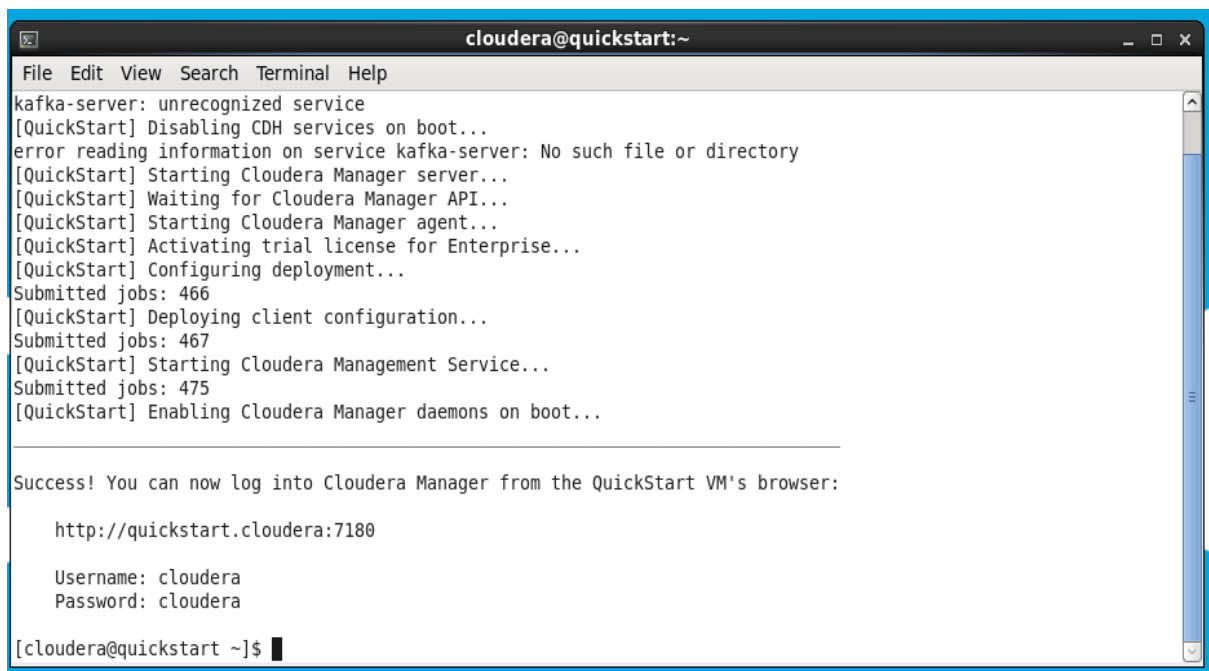 cloudera@quickstart:~
File Edit View Search Terminal Help
kafka-server: unrecognized service
[QuickStart] Disabling CDH services on boot...
error reading information on service kafka-server: No such file or directory
[QuickStart] Starting Cloudera Manager server...
[QuickStart] Waiting for Cloudera Manager API...
[QuickStart] Starting Cloudera Manager agent...
[QuickStart] Activating trial license for Enterprise...
[QuickStart] Configuring deployment...
Submitted jobs: 466
[QuickStart] Deploying client configuration...
Submitted jobs: 467
[QuickStart] Starting Cloudera Management Service...
Submitted jobs: 475
[QuickStart] Enabling Cloudera Manager daemons on boot...
Success! You can now log into Cloudera Manager from the QuickStart VM's browser:
http://quickstart.cloudera:7180
Username: cloudera
Password: cloudera
[cloudera@quickstart ~]$